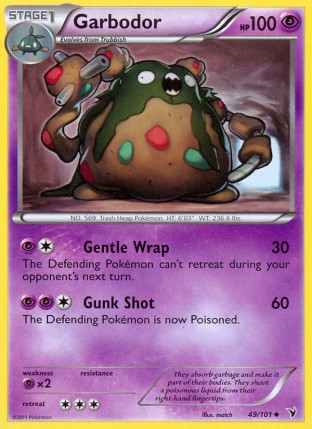 STAGE1
Garbodor
HP100
Evolves from Trubbish
NO. 569 Trash Heap Pokémon. HT: 6'03" WT: 236.6 lbs
Gentle Wrap 30
The Defending Pokémon can't retreat during your
opponent's next turn.
Gunk Shot 60
The Defending Pokémon is now Poisoned.
weakness resistance
×2
retreat
They absorb garbage and make it
part of their bodies. They shoot
a poisonous liquid from their
right-hand fingertips.
©2011 Pokémon
Illus. match
49/101